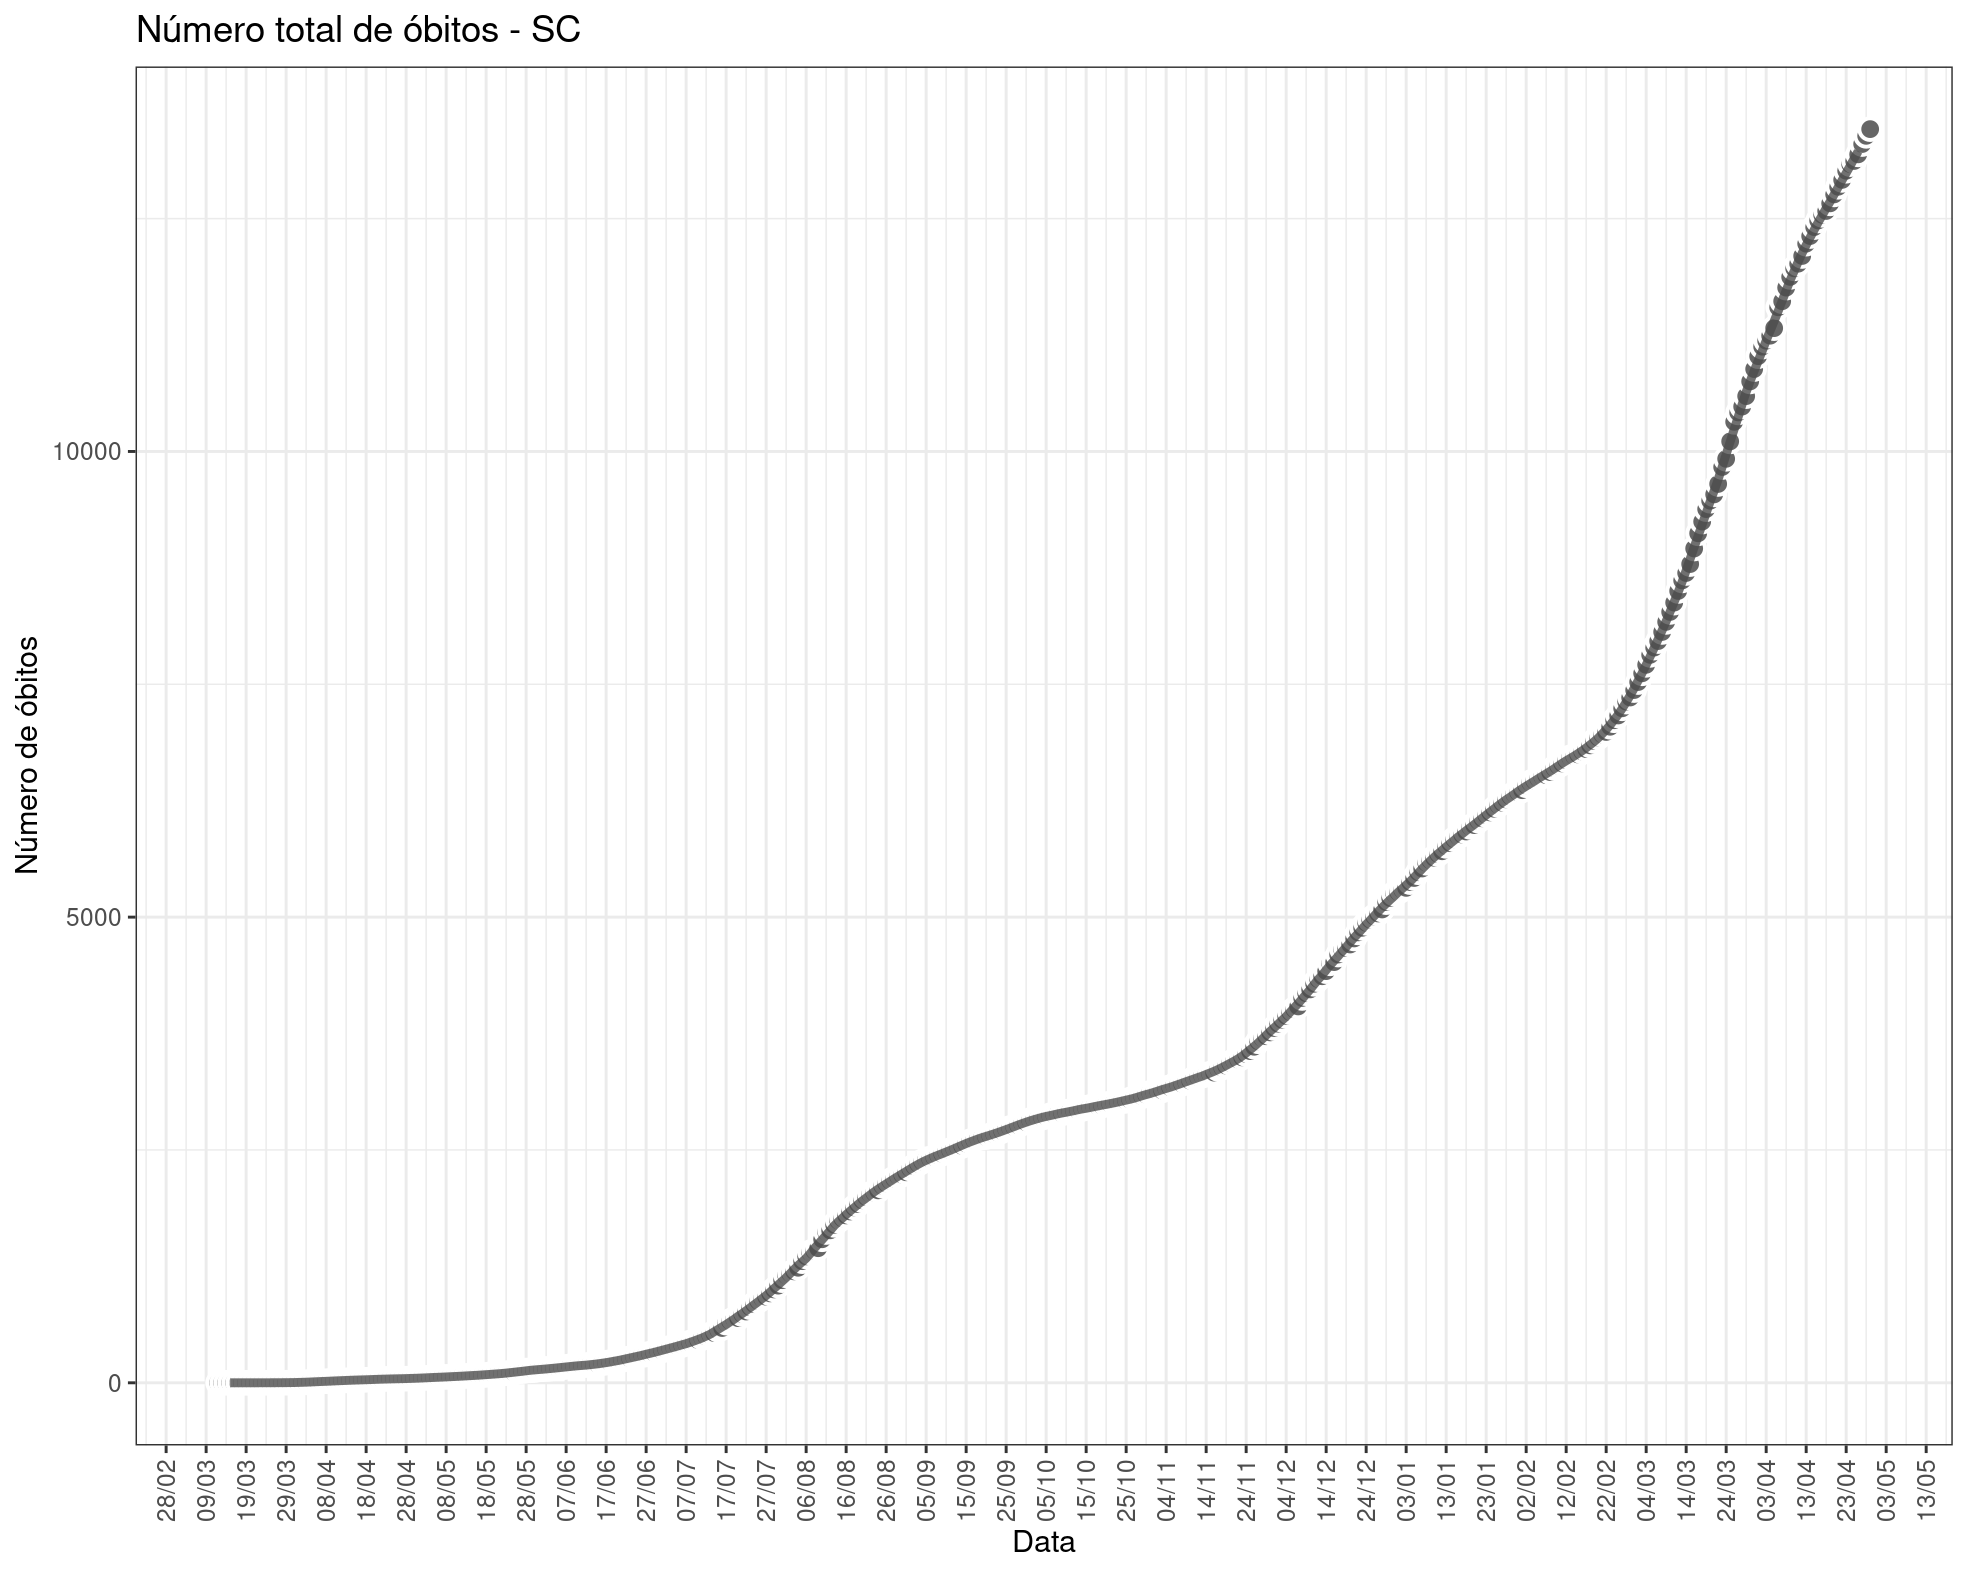 Número total de óbitos - SC
Número de óbitos
10000
5000
0
28/02 09/03 19/03 29/03 08/04 18/04 28/04 08/05 18/05 28/05 07/06 17/06 27/06 07/07 17/07 27/07 06/08 16/08 26/08 05/09 15/09 25/09 05/10 15/10 25/10 04/11 14/11 24/11 04/12 14/12 24/12 03/01 13/01 23/01 02/02 12/02 22/02 04/03 14/03 24/03 03/04 13/04 23/04 03/05 13/05
Data